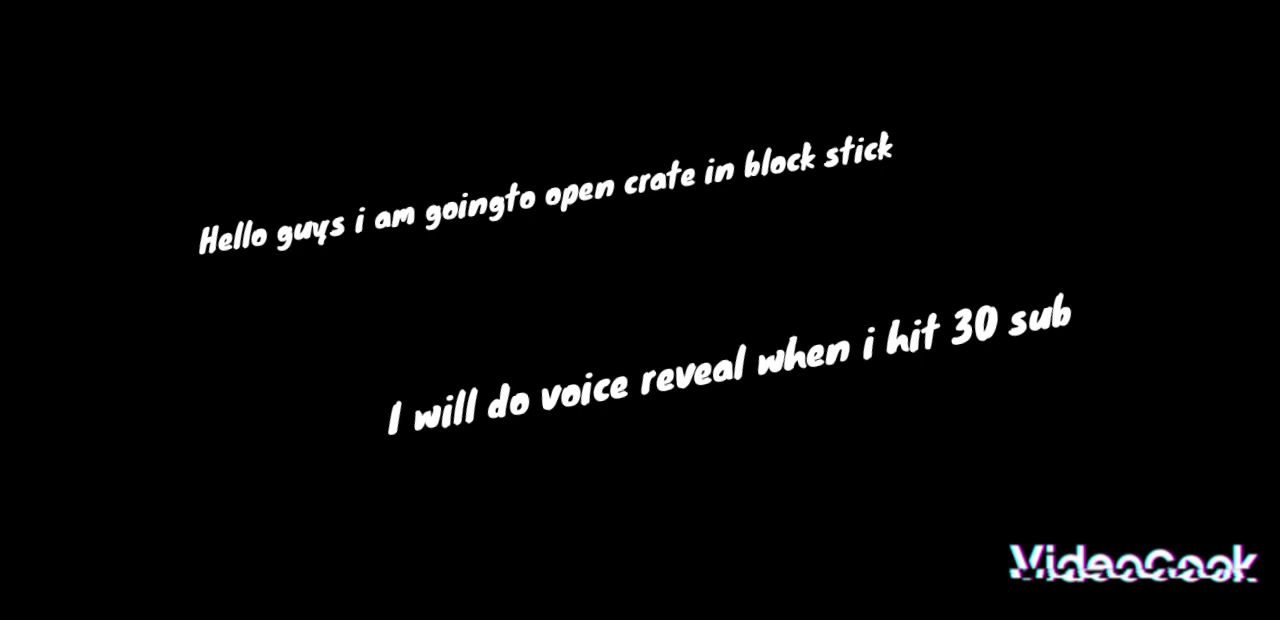 Hello guys i am goingto open crate in block stick
I will do voice reveal when i hit 30 sub
VideoCook